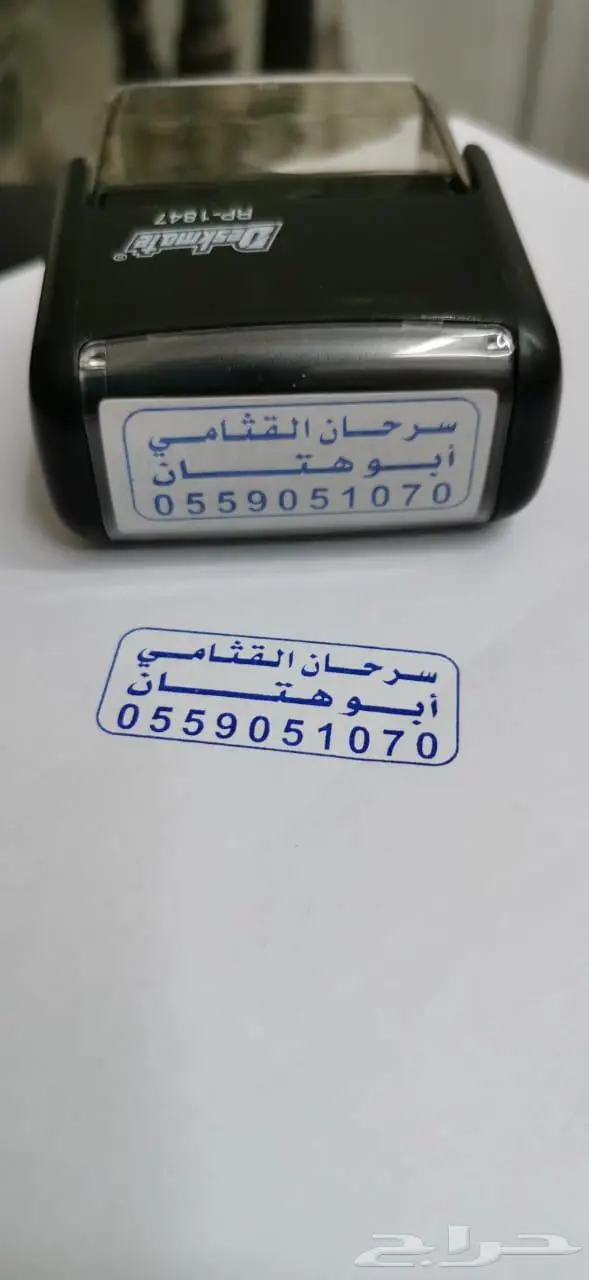 Deskmate®
RP-1847
سرحان القثامي
أبو هتان
0559051070
سرحان القثامي
أبو هتان
0559051070
حراج